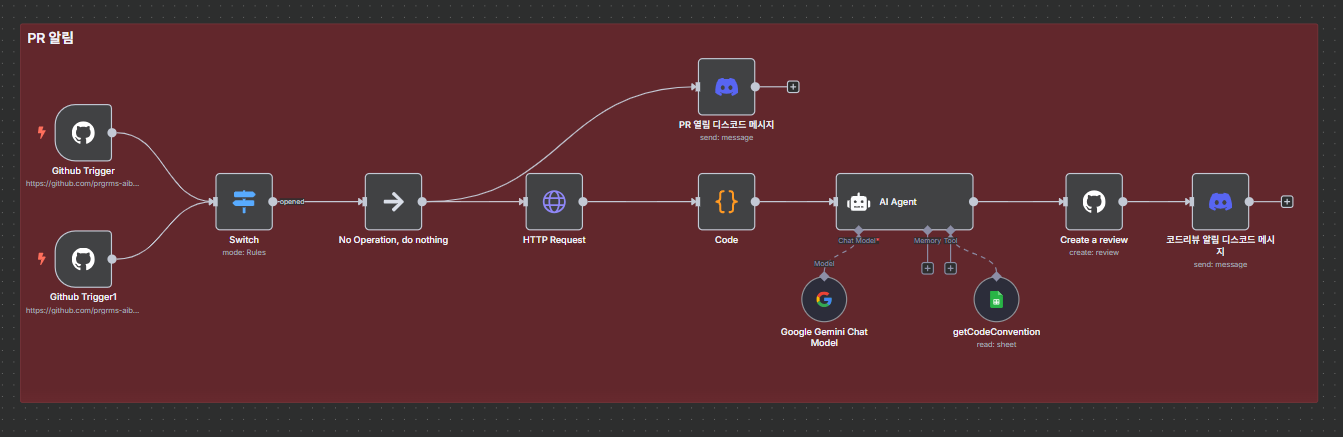 PR 알림
PR 열림 디스코드 메시지
send: message
Github Trigger
https://github.com/prgrms-aib...
opened
Switch
mode: Rules
No Operation, do nothing
HTTP Request
Code
AI Agent
Chat Model*
Memory
Tool
Create a review
create: review
코드리뷰 알림 디스코드 메시
지
send: message
Github Trigger1
https://github.com/prgrms-aib...
Model
Google Gemini Chat
Model
getCodeConvention
read: sheet